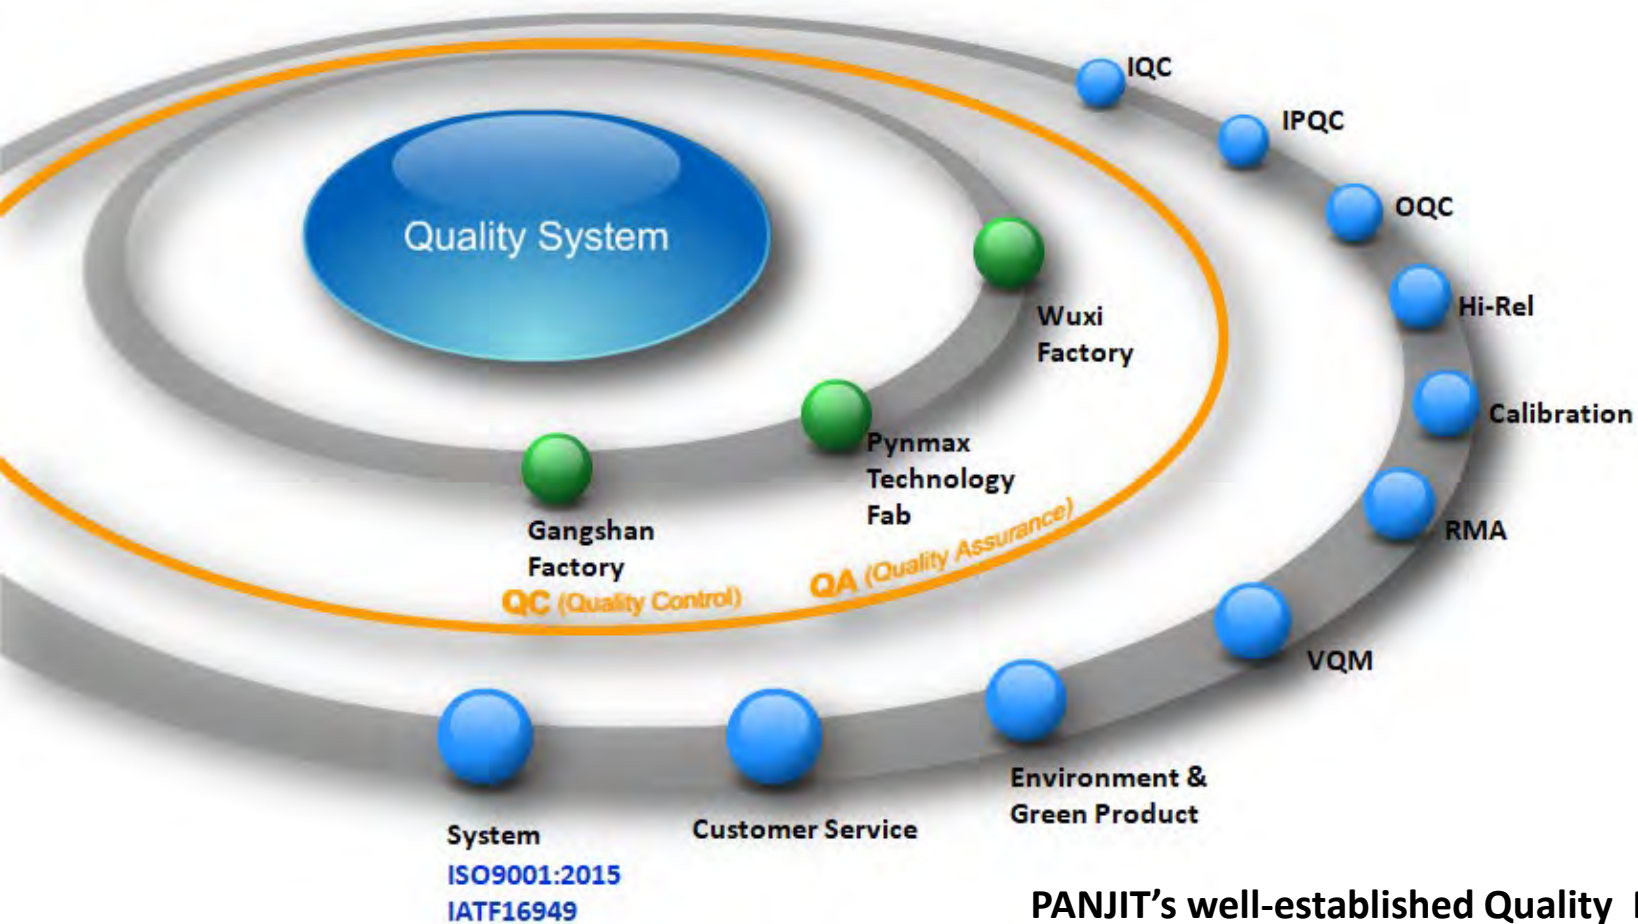 IQC
IPQC
OQC
Quality System
Hi-Rel
Wuxi
Factory
Calibration
Pynmax
Technology
Fab
Gangshan
Factory
RMA
QC (Quality Control)
QA (Quality Assurance)
VQM
Environment &
Green Product
Customer Service
System
ISO9001:2015
IATF16949
PANJIT’s well-established Quality